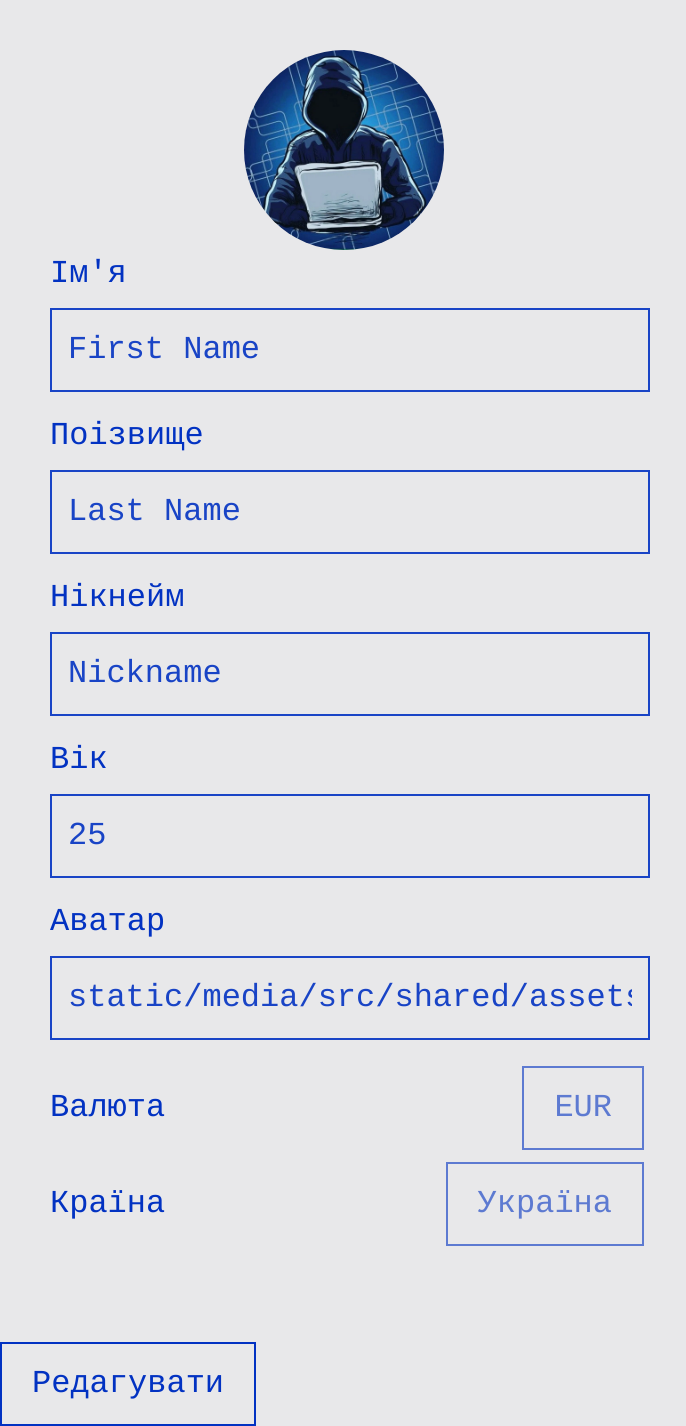 Ім'я
First Name
Поізвище
Last Name
Нікнейм
Nickname
Вік
25
Аватар
static/media/src/shared/assets
Валюта
EUR
Країна
Україна
Редагувати